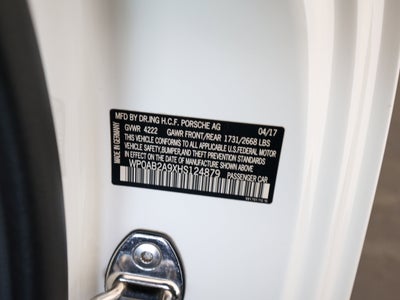 MFD BY DR.ING H.C.F. PORSCHE AG 04/17
GVWR 4222 GAWR FRONT/REAR 1731/2668 LBS
THIS VEHICLE CONFORMS TO ALL APPLICABLE U.S. FEDERAL MOTOR
VEHICLE SAFETY, BUMPER, AND THEFT PREVENTION STANDARDS
IN EFFECT ON THE DATE OF MANUFACTURE SHOWN ABOVE.
WP0AB2A9XHS124879 PASSENGER CAR
MADE IN GERMANY